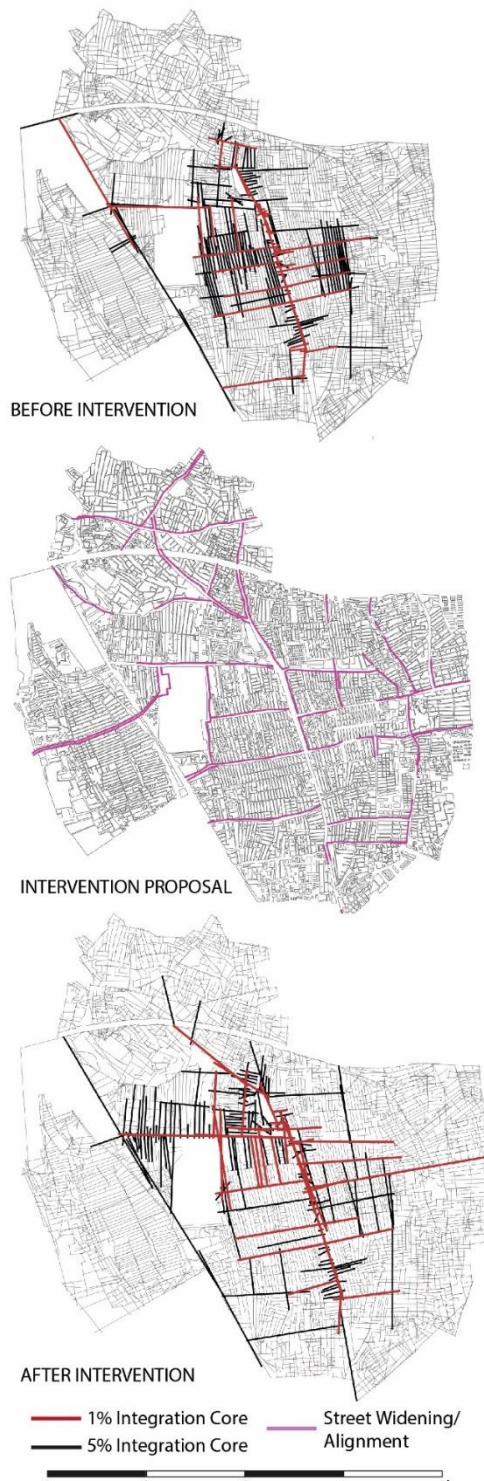 BEFORE INTERVENTION
INTERVENTION PROPOSAL
AFTER INTERVENTION
1% Integration Core
5% Integration Core
Street Widening/
Alignment